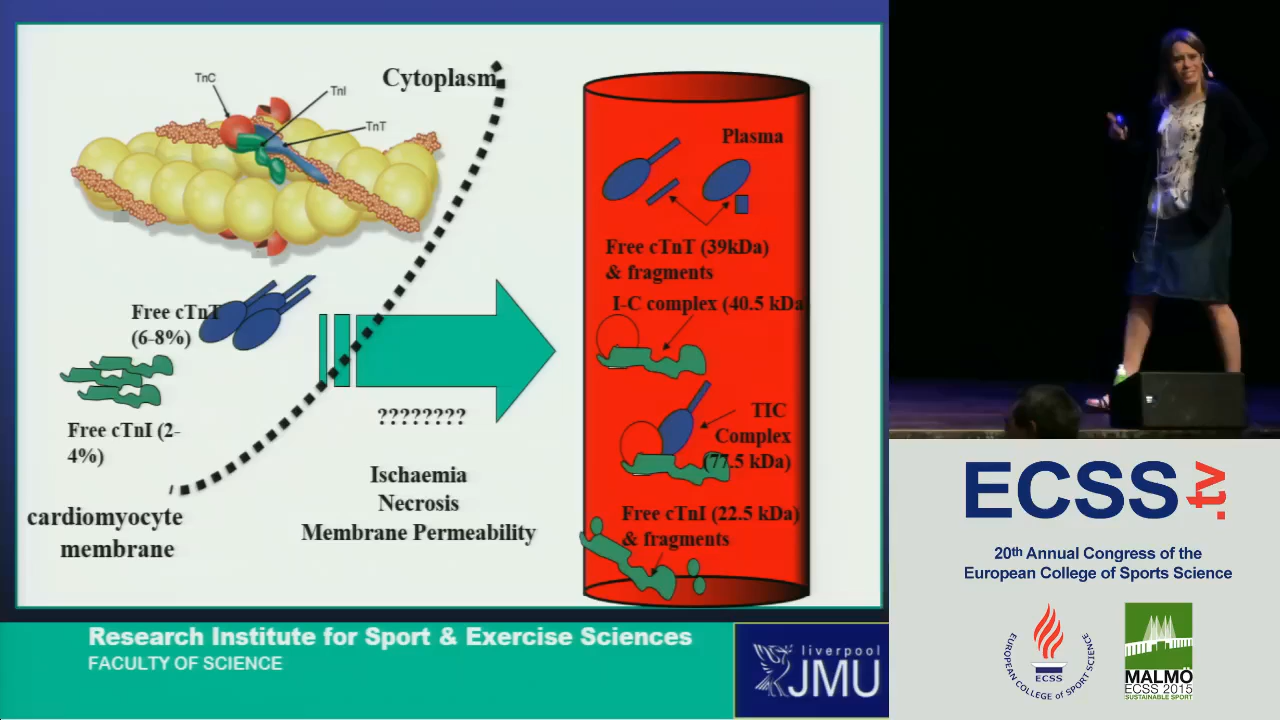 Cytoplasm
TnC
TnI
TnT
Free cTnT
(6-8%)
Free cTnI (2-
4%)
cardiomyocyte
membrane
????????
Ischaemia
Necrosis
Membrane Permeability
Plasma
Free cTnT (39kDa)
& fragments
I-C complex (40.5 kDa
TIC
Complex
(77.5 kDa)
Free cTnI (22.5 kDa)
& fragments
Research Institute for Sport & Exercise Sciences
FACULTY OF SCIENCE
liverpool
JMU
ECSS.tv
20th Annual Congress of the
European College of Sports Science
EUROPEAN COLLEGE OF SPORT SCIENCE
ECSS
MALMÖ
ECSS 2015
SUSTAINABLE SPORT